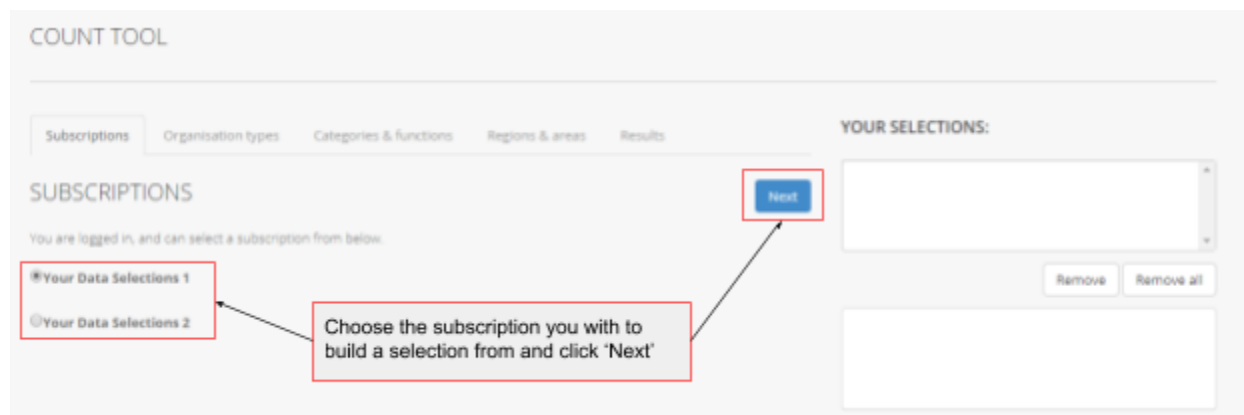 COUNT TOOL
Subscriptions Organisation types Categories & functions Regions & areas Results
YOUR SELECTIONS:
SUBSCRIPTIONS
Next
You are logged in, and can select a subscription from below.
Your Data Selections 1
Remove Remove all
Your Data Selections 2
Choose the subscription you with to
build a selection from and click ‘Next’